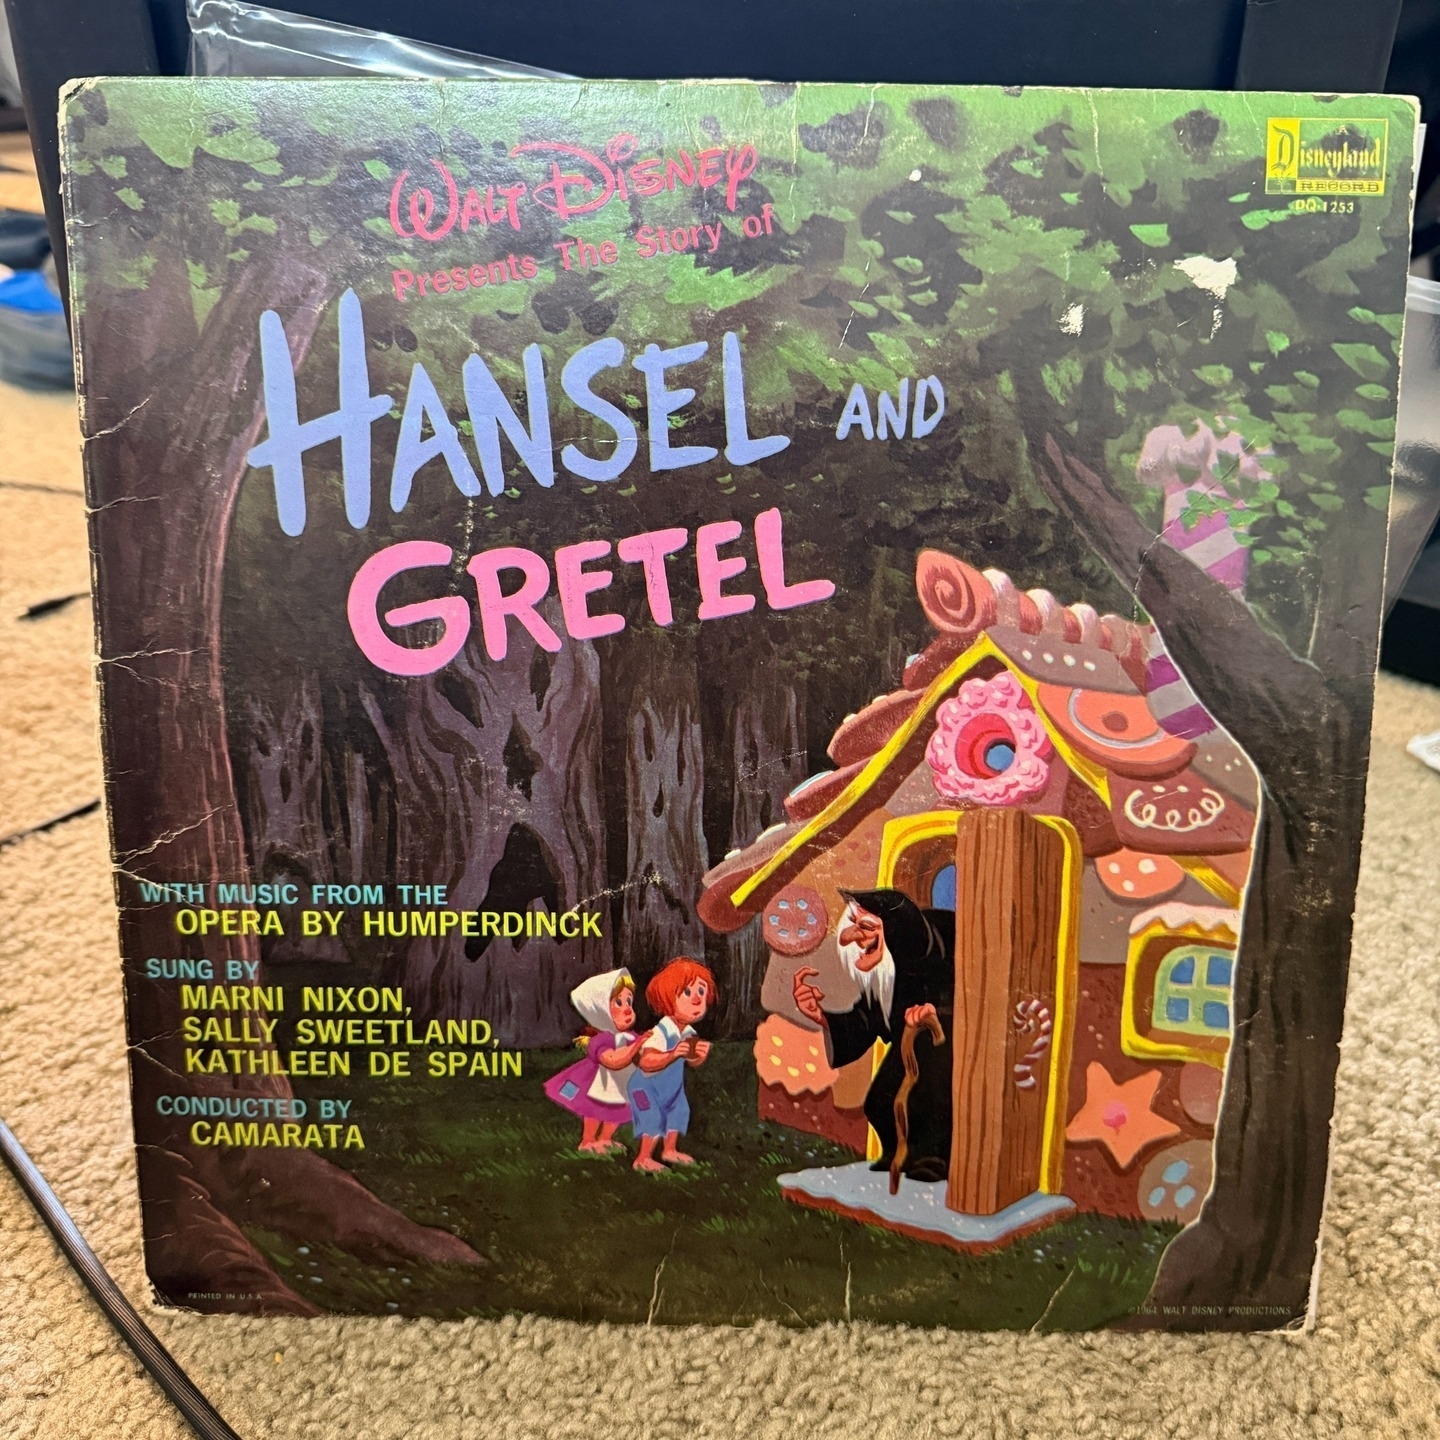 WALT DISNEY
Presents The Story of
HANSEL AND
GRETEL
A
Disneyland
RECORD
DQ-1253
WITH MUSIC FROM THE
OPERA BY HUMPERDINCK
SUNG BY
MARNI NIXON,
SALLY SWEETLAND,
KATHLEEN DE SPAIN
CONDUCTED BY
CAMARATA
PRINTED IN U.S.A.
©1964 WALT DISNEY PRODUCTIONS